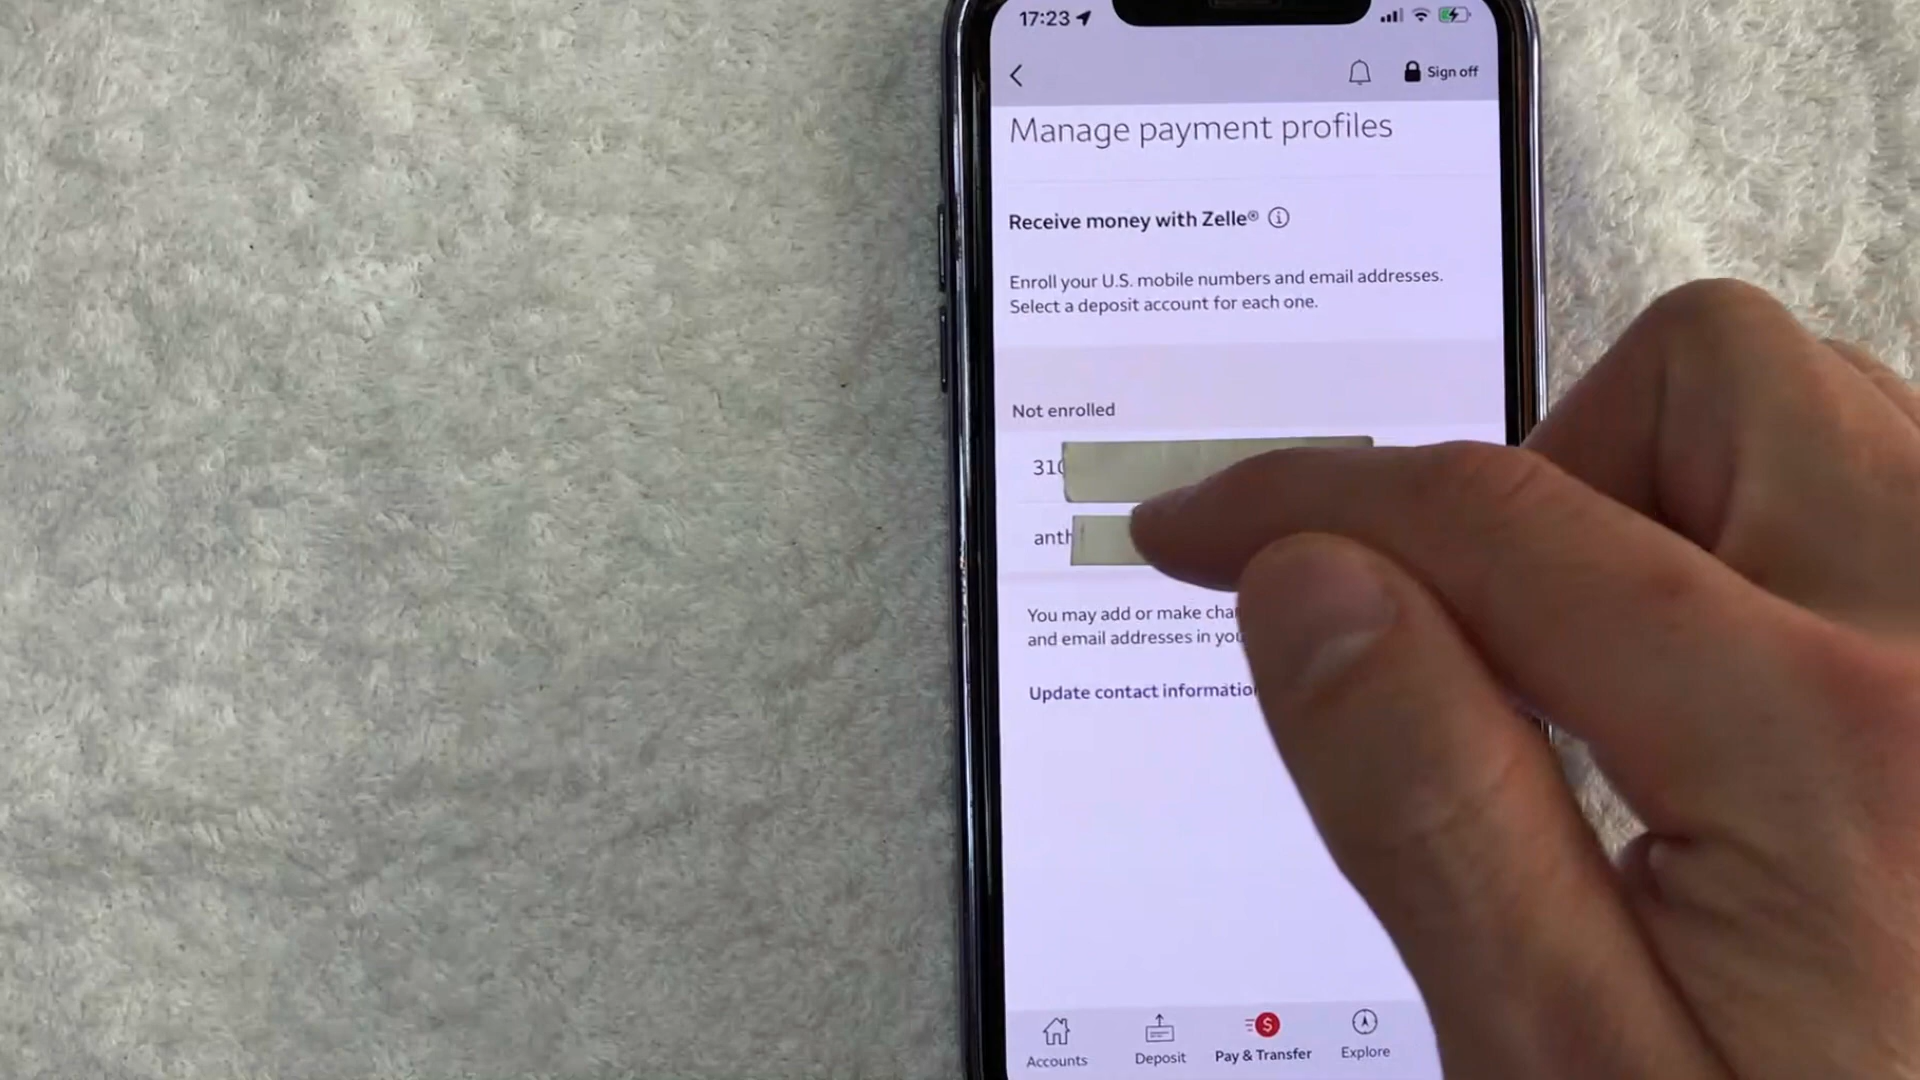 17:23
Sign off
Manage payment profiles
Receive money with Zelle®
Enroll your U.S. mobile numbers and email addresses.
Select a deposit account for each one.
Not enrolled
310
anth
You may add or make cha
and email addresses in you
Update contact informatio
Accounts
Deposit
Pay & Transfer
Explore